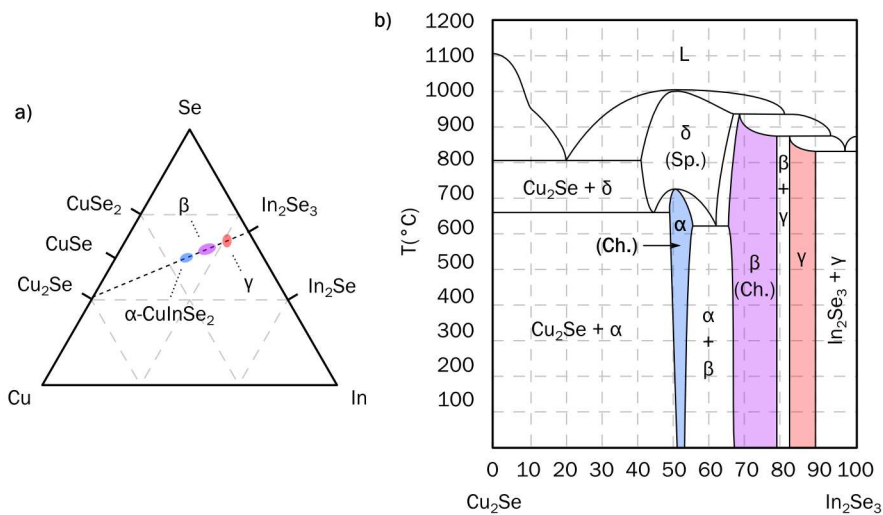 a)
Se
CuSe₂
CuSe
Cu₂Se
β
In₂Se₃
γ
In₂Se
α-CuInSe₂
Cu
In
b)
T(°C)
1200
1100
1000
900
800
700
600
500
400
300
200
100
L
δ
(Sp.)
Cu₂Se + δ
α
(Ch.)
Cu₂Se + α
α
+
β
β
(Ch.)
β
+
γ
γ
In₂Se₃ + γ
0 10 20 30 40 50 60 70 80 90 100
Cu₂Se
In₂Se₃